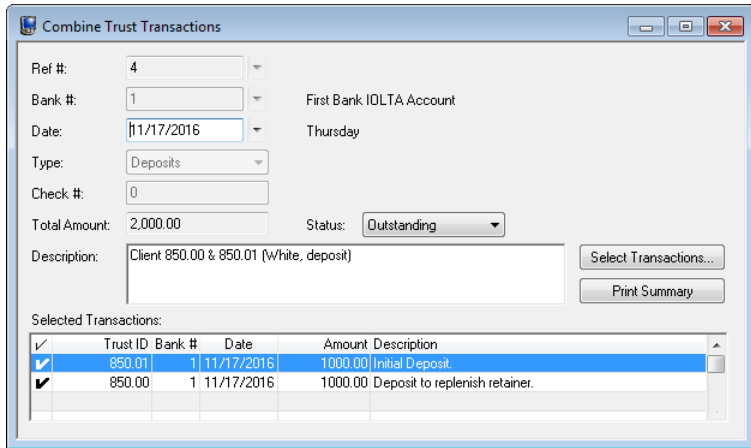 Combine Trust Transactions
Ref #: 4
Bank #: 1 First Bank IOLTA Account
Date: 11/17/2016 Thursday
Type: Deposits
Check #: 0
Total Amount: 2,000.00 Status: Outstanding
Description: Client 850.00 & 850.01 (White, deposit) Select Transactions...
Print Summary
Selected Transactions:
Trust ID Bank # Date Amount Description
850.01 1 11/17/2016 1000.00 Initial Deposit.
850.00 1 11/17/2016 1000.00 Deposit to replenish retainer.